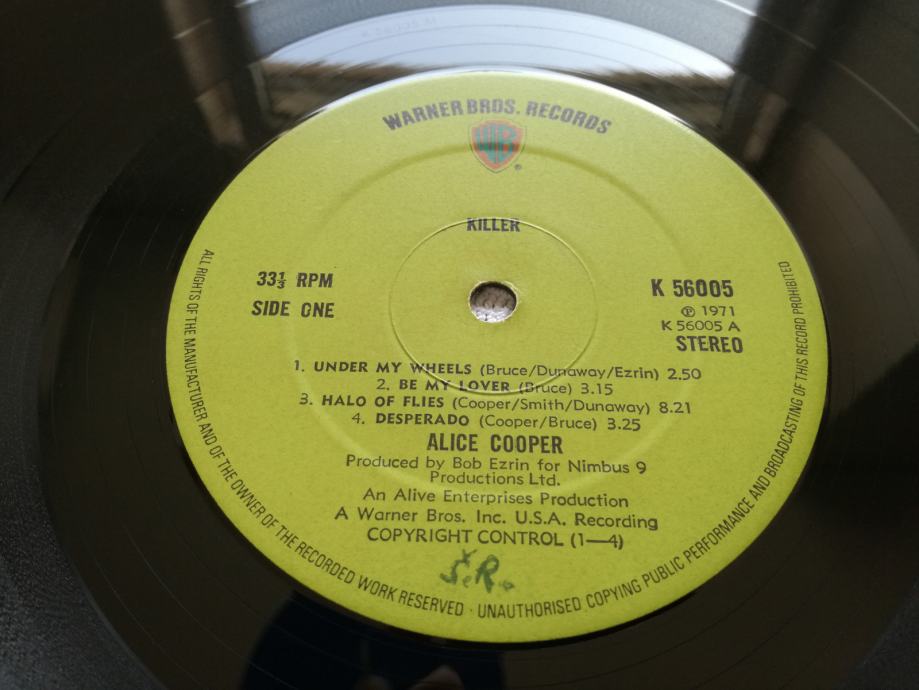 WARNER BROS. RECORDS
WB
®
KILLER
33⅓ RPM
SIDE ONE
K 56005
℗ 1971
K 56005 A
STEREO
1. UNDER MY WHEELS (Bruce/Dunaway/Ezrin) 2.50
2. BE MY LOVER (Bruce) 3.15
3. HALO OF FLIES (Cooper/Smith/Dunaway) 8.21
4. DESPERADO (Cooper/Bruce) 3.25
ALICE COOPER
Produced by Bob Ezrin for Nimbus 9
Productions Ltd.
An Alive Enterprises Production
A Warner Bros. Inc. U.S.A. Recording
COPYRIGHT CONTROL (1—4)
ALL RIGHTS OF THE MANUFACTURER AND OF THE OWNER OF THE RECORDED WORK RESERVED · UNAUTHORISED COPYING PUBLIC PERFORMANCE AND BROADCASTING OF THIS RECORD PROHIBITED